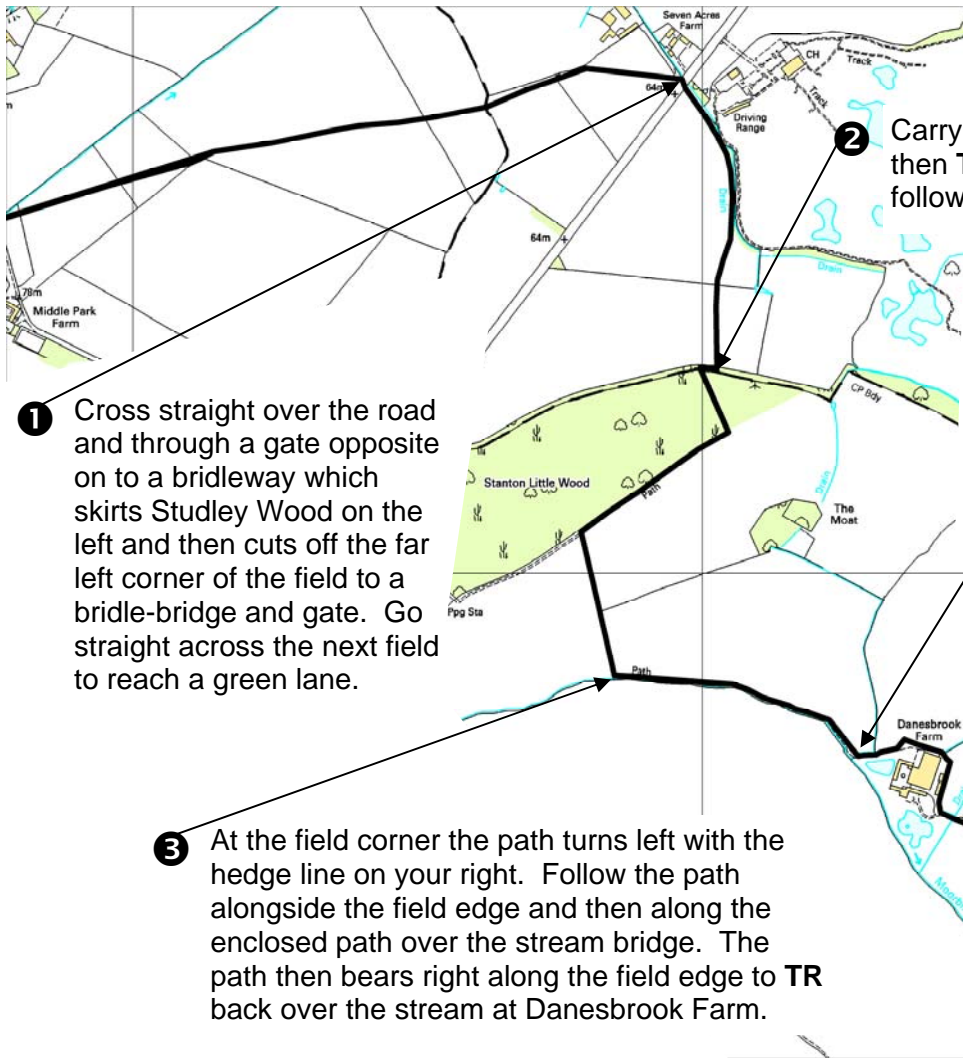 Seven Acres
Farm
CH
Track
64m
Track
Driving
Range
❷ Carry
then T
follow
Drain
64m
Drain
78m
Middle Park
Farm
CP Bdy
❶ Cross straight over the road
and through a gate opposite
on to a bridleway which
skirts Studley Wood on the
left and then cuts off the far
left corner of the field to a
bridle-bridge and gate. Go
straight across the next field
to reach a green lane.
Stanton Little Wood
Path
Drain
The
Moat
Ppg Sta
Path
Danesbrook
Farm
❸ At the field corner the path turns left with the
hedge line on your right. Follow the path
alongside the field edge and then along the
enclosed path over the stream bridge. The
path then bears right along the field edge to TR
back over the stream at Danesbrook Farm.